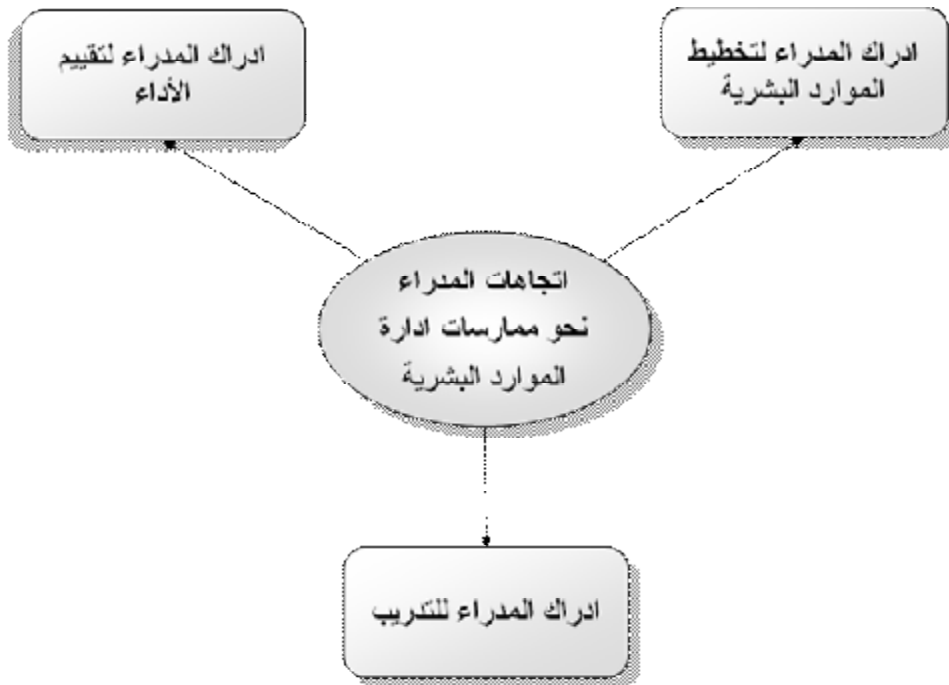 ادراك المدراء لتخطيط
الموارد البشرية
ادراك المدراء لتقييم
الأداء
اتجاهات المدراء
نحو ممارسات ادارة
الموارد البشرية
ادراك المدراء للتدريب